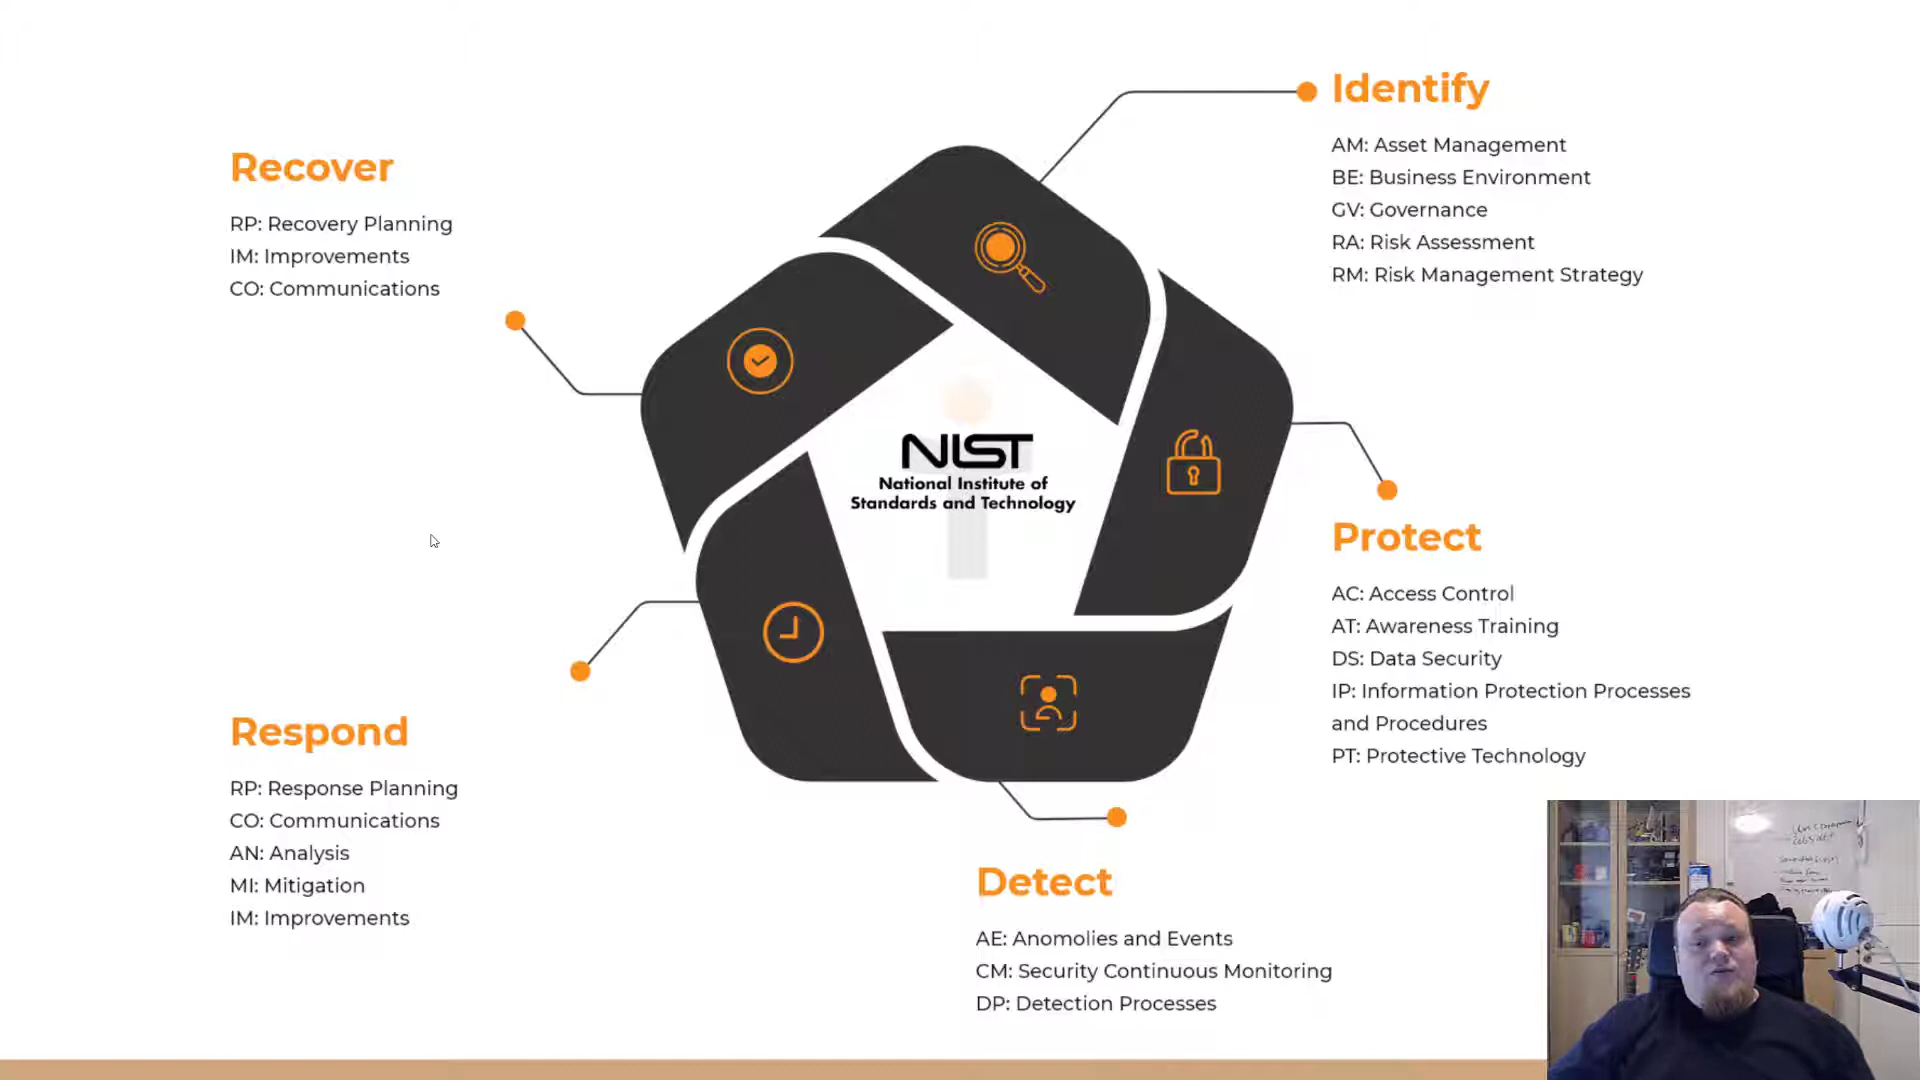 Identify
AM: Asset Management
BE: Business Environment
GV: Governance
RA: Risk Assessment
RM: Risk Management Strategy
Recover
RP: Recovery Planning
IM: Improvements
CO: Communications
NIST
National Institute of
Standards and Technology
Protect
AC: Access Control
AT: Awareness Training
DS: Data Security
IP: Information Protection Processes
and Procedures
PT: Protective Technology
Respond
RP: Response Planning
CO: Communications
AN: Analysis
MI: Mitigation
IM: Improvements
Detect
AE: Anomolies and Events
CM: Security Continuous Monitoring
DP: Detection Processes